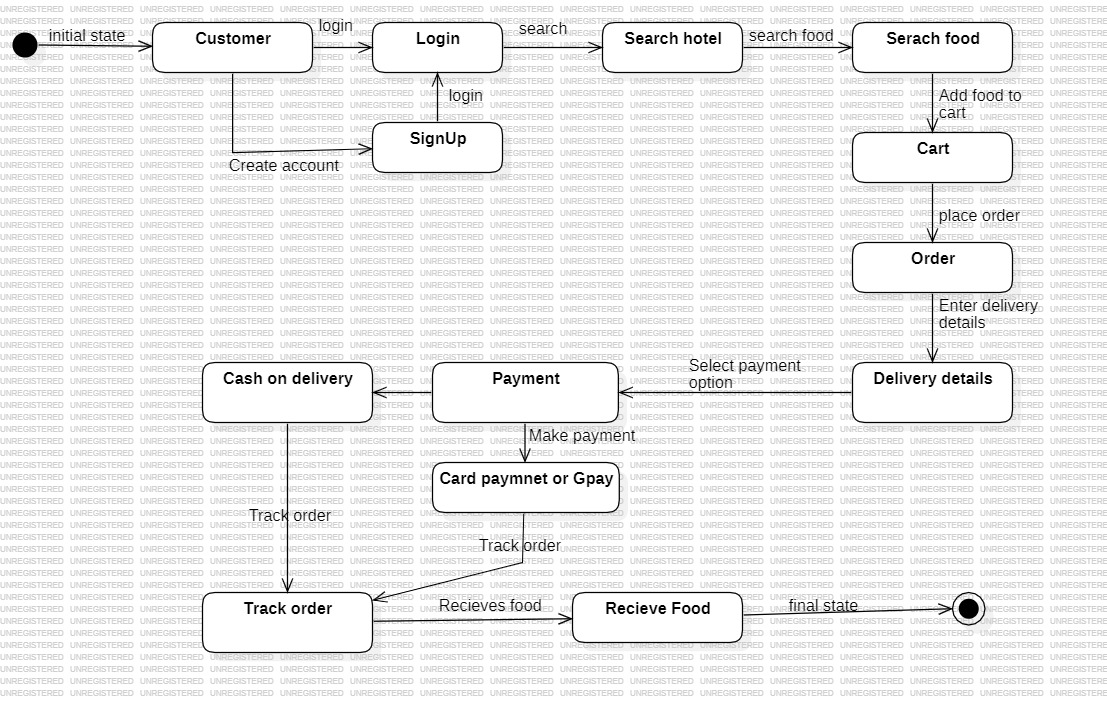 initial state
Customer
login
Login
search
Search hotel
search food
Serach food
login
Add food to
cart
SignUp
Create account
Cart
place order
Order
Enter delivery
details
Cash on delivery
Payment
Select payment
option
Delivery details
Make payment
Card paymnet or Gpay
Track order
Track order
Track order
Recieves food
Recieve Food
final state
UNREGISTERED